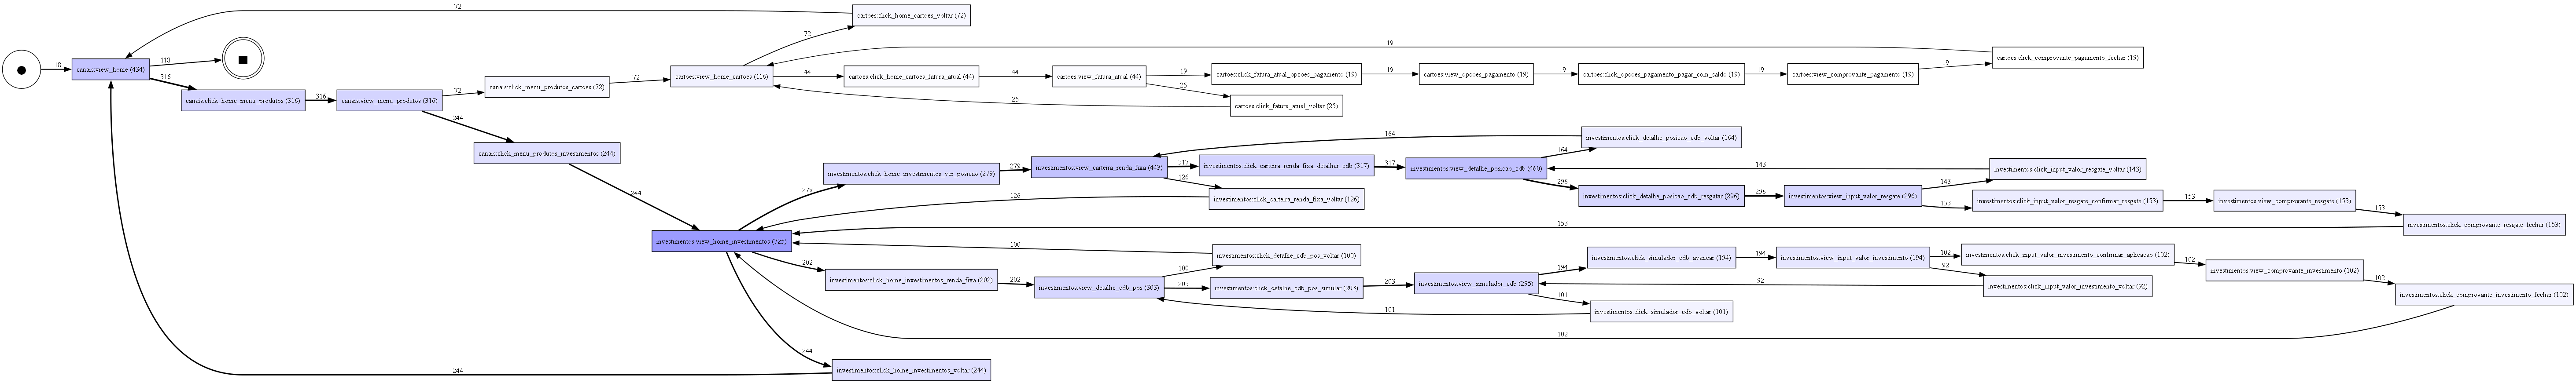 72
cartoes:click_home_cartoes_voltar (72)
118
canais:view_home (434)
118
316
canais:click_home_menu_produtos (316)
316
canais:view_menu_produtos (316)
72
canais:click_menu_produtos_cartoes (72)
72
cartoes:view_home_cartoes (116)
72
44
cartoes:click_home_cartoes_fatura_atual (44)
44
cartoes:view_fatura_atual (44)
19
cartoes:click_fatura_atual_opcoes_pagamento (19)
19
cartoes:view_opcoes_pagamento (19)
19
cartoes:click_opcoes_pagamento_pagar_com_saldo (19)
19
cartoes:view_comprovante_pagamento (19)
19
cartoes:click_comprovante_pagamento_fechar (19)
19
25
cartoes:click_fatura_atual_voltar (25)
25
244
canais:click_menu_produtos_investimentos (244)
244
investimentos:view_home_investimentos (725)
279
investimentos:click_home_investimentos_ver_poicao (279)
279
investimentos:view_carteira_renda_fixa (443)
317
investimentos:click_carteira_renda_fixa_detalhar_cdb (317)
317
investimentos:view_detalhe_posicao_cdb (460)
164
investimentos:click_detalhe_posicao_cdb_voltar (164)
164
126
investimentos:click_carteira_renda_fixa_voltar (126)
126
296
investimentos:click_detalhe_posicao_cdb_resgatar (296)
296
investimentos:view_input_valor_resgate (296)
143
investimentos:click_input_valor_resgate_voltar (143)
143
153
investimentos:click_input_valor_resgate_confirmar_resgate (153)
153
investimentos:view_comprovante_resgate (153)
153
investimentos:click_comprovante_resgate_fechar (153)
153
202
investimentos:click_home_investimentos_renda_fixa (202)
202
investimentos:view_detalhe_cdb_pos (303)
100
investimentos:click_detalhe_cdb_pos_voltar (100)
100
203
investimentos:click_detalhe_cdb_pos_simular (203)
203
investimentos:view_simulador_cdb (295)
194
investimentos:click_simulador_cdb_avancar (194)
194
investimentos:view_input_valor_investimento (194)
102
investimentos:click_input_valor_investimento_confirmar_aplicacao (102)
102
investimentos:view_comprovante_investimento (102)
102
investimentos:click_comprovante_investimento_fechar (102)
102
92
investimentos:click_input_valor_investimento_voltar (92)
92
101
investimentos:click_simulador_cdb_voltar (101)
101
244
investimentos:click_home_investimentos_voltar (244)
244